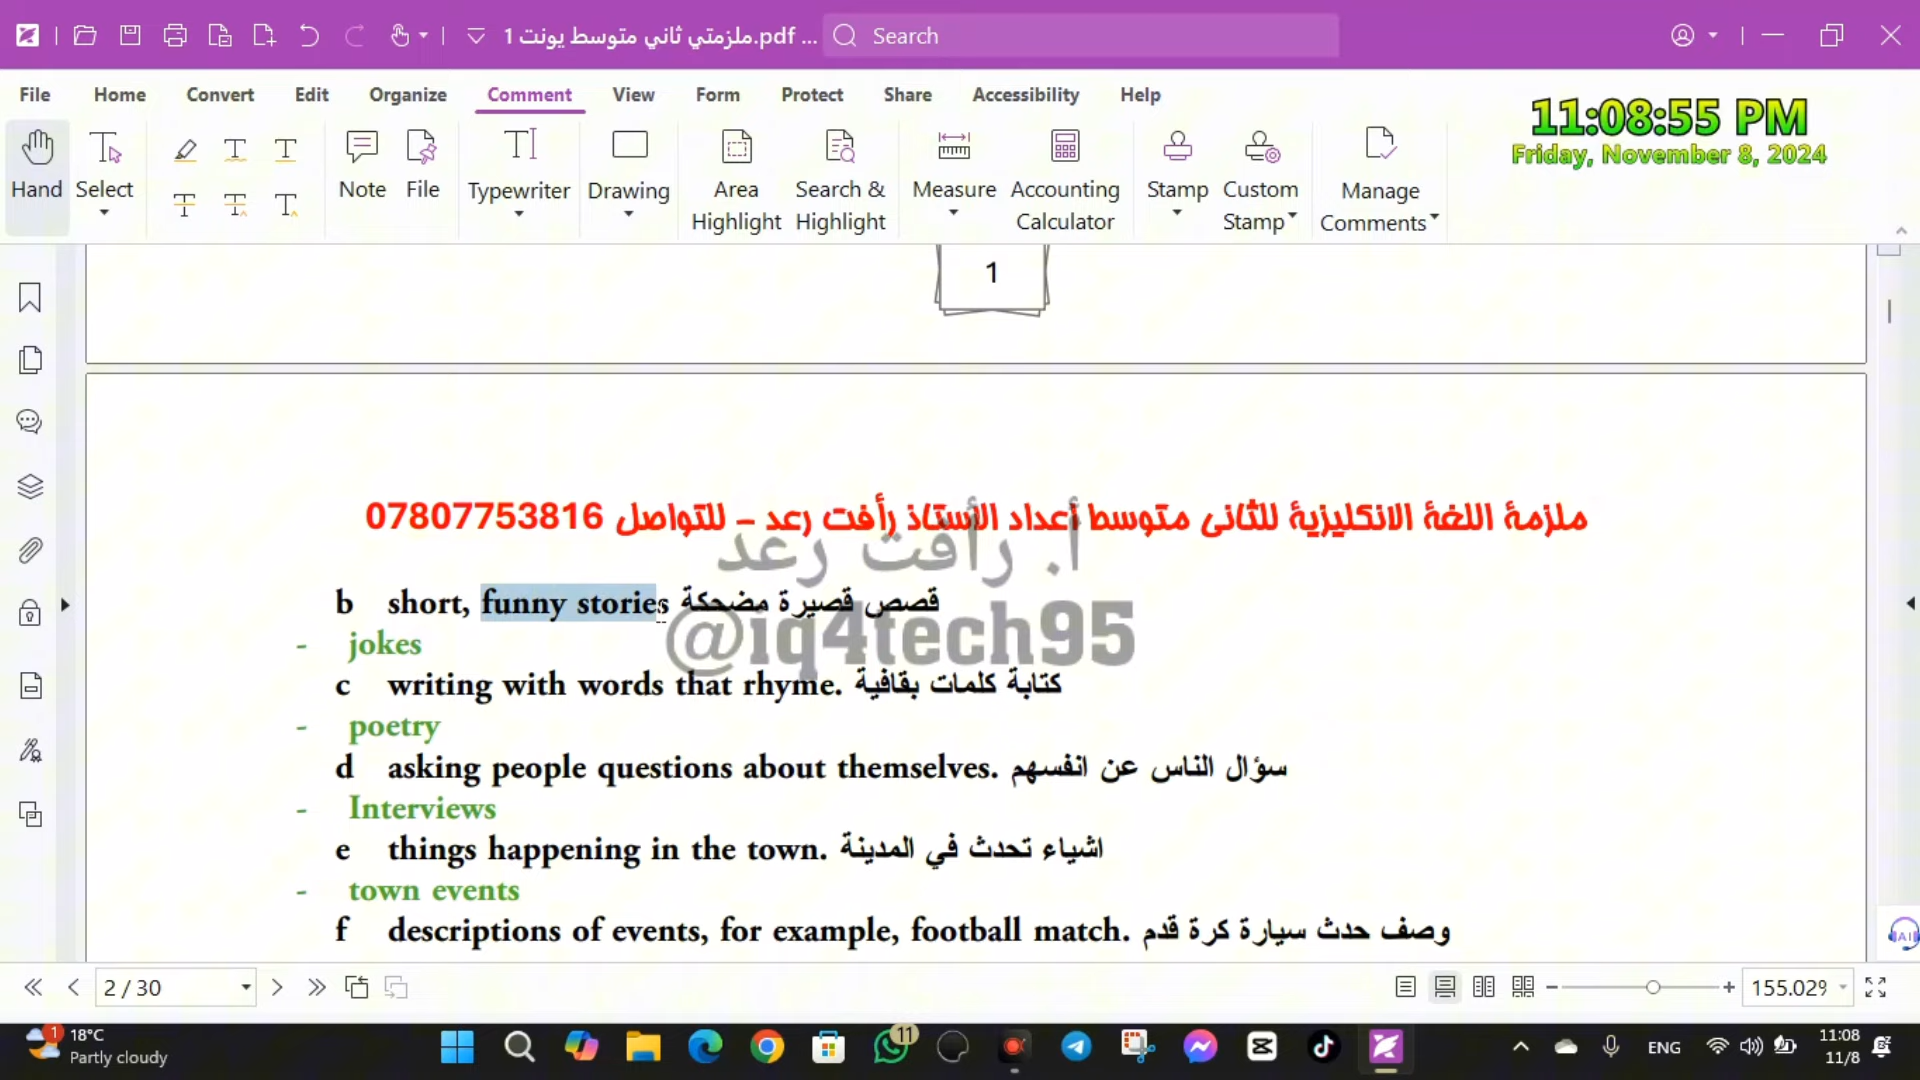 ملزمتي ثاني متوسط يونت 1.pdf ...
Search
File Home Convert Edit Organize Comment View Form Protect Share Accessibility Help
11:08:55 PM
Friday, November 8, 2024
Hand Select Note File Typewriter Drawing Area Highlight Search & Highlight Measure Accounting Calculator Stamp Custom Stamp Manage Comments
1
ملزمة اللغة الانكليزية للثاني متوسط أعداد الأستاذ رأفت رعد – للتواصل 07807753816
أ. رأفت رعد
b short, funny stories قصص قصيرة مضحكة
@iq4tech95
- jokes
c writing with words that rhyme. كتابة كلمات بقافية
- poetry
d asking people questions about themselves. سؤال الناس عن انفسهم
- Interviews
e things happening in the town. اشياء تحدث في المدينة
- town events
f descriptions of events, for example, football match. وصف حدث سيارة كرة قدم
AI
2 / 30
155.029
1
18°C
Partly cloudy
11
ENG
11:08
11/8